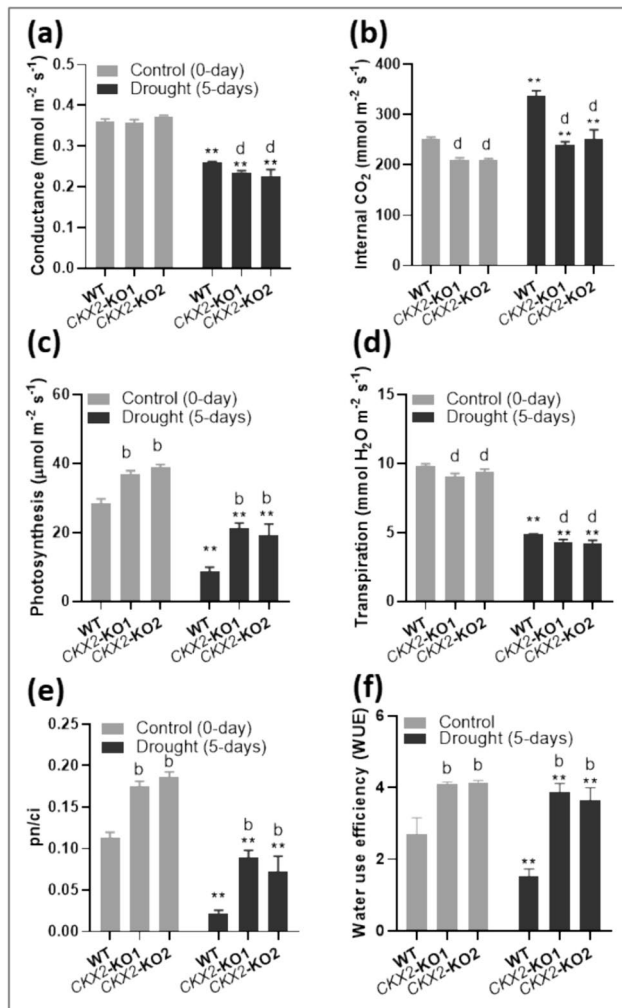 (a)
Conductance (mmol m⁻² s⁻¹)
0.5
0.4
0.3
0.2
0.1
0.0
Control (0-day)
Drought (5-days)
**
d
**
d
**
WT
CKX2-KO1
CKX2-KO2
WT
CKX2-KO1
CKX2-KO2
(b)
Internal CO₂ (mmol m⁻² s⁻¹)
400
300
200
100
0
d
d
**
d
**
d
**
WT
CKX2-KO1
CKX2-KO2
WT
CKX2-KO1
CKX2-KO2
(c)
Photosynthesis (μmol m⁻² s⁻¹)
60
40
20
0
Control (0-day)
Drought (5-days)
b
b
**
b
**
b
**
WT
CKX2-KO1
CKX2-KO2
WT
CKX2-KO1
CKX2-KO2
(d)
Transpiration (mmol H₂O m⁻² s⁻¹)
15
10
5
0
Control (0-day)
Drought (5-days)
d
d
**
d
**
d
**
WT
CKX2-KO1
CKX2-KO2
WT
CKX2-KO1
CKX2-KO2
(e)
pn/ci
0.25
0.20
0.15
0.10
0.05
0.00
Control (0-day)
Drought (5-days)
b
b
**
b
**
b
**
WT
CKX2-KO1
CKX2-KO2
WT
CKX2-KO1
CKX2-KO2
(f)
Water use efficiency (WUE)
6
4
2
0
Control
Drought (5-days)
b
b
**
b
**
b
**
WT
CKX2-KO1
CKX2-KO2
WT
CKX2-KO1
CKX2-KO2